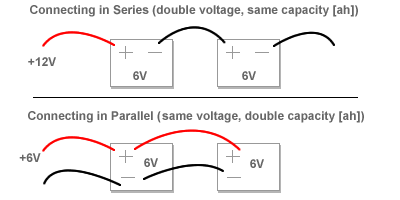 Connecting in Series (double voltage, same capacity [ah])
+ − + −
+12V
6V 6V
Connecting in Parallel (same voltage, double capacity [ah])
+6V
+ 6V + 6V
− −